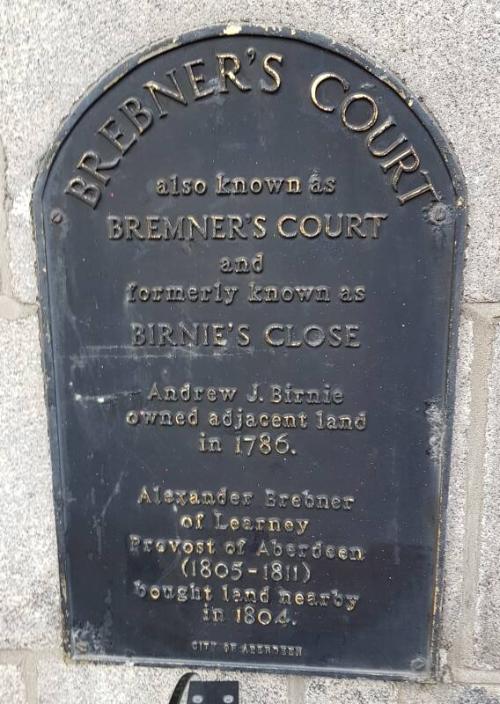 BREBNER'S COURT
also known as
BREMNER'S COURT
and
formerly known as
BIRNIE'S CLOSE
Andrew J. Birnie
owned adjacent land
in 1786.
Alexander Brebner
of Learney
Provost of Aberdeen
(1805-1811)
bought land nearby
in 1804.
CITY OF ABERDEEN